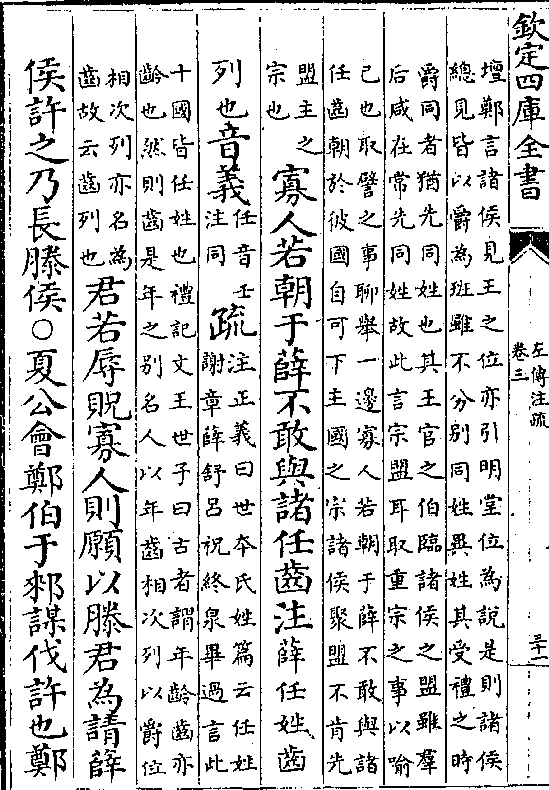 欽定四庫全書
左傳注疏
卷三
三十一
壇鄭言諸侯見王之位亦引明堂位為說是則諸侯
總見皆以爵為班雖不分別同姓異姓其受禮之時
爵同者猶先同姓也其王官之伯臨諸侯之盟雖羣
后咸在常先同姓故此言宗盟耳取重宗之事以喻
己也取譬之事聊舉一邊寡人若朝于薛不敢與諸
任齒朝於彼國自可下主國之宗諸侯聚盟不肯先
盟主之
宗也
寡人若朝于薛不敢與諸任齒注薛任姓齒
列也音義
任音壬
注同
疏
注正義曰世本氏姓篇云任姓
謝章薛舒呂祝終泉畢過言此
十國皆任姓也禮記文王世子曰古者謂年齡齒亦
齡也然則齒是年之別名人以年齒相次列以爵位
相次列亦名為
齒故云齒列也
君若辱貺寡人則願以滕君為請薛
侯許之乃長滕侯○夏公會鄭伯于郲謀伐許也鄭